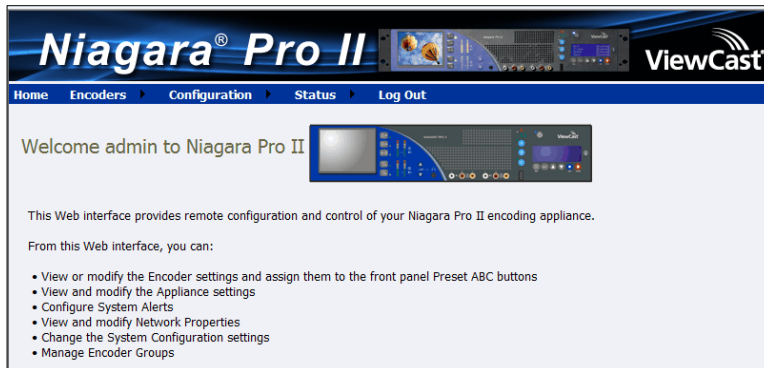 Niagara® Pro II
ViewCast
Home Encoders Configuration Status Log Out
Welcome admin to Niagara Pro II
This Web interface provides remote configuration and control of your Niagara Pro II encoding appliance.
From this Web interface, you can:
• View or modify the Encoder settings and assign them to the front panel Preset ABC buttons
• View and modify the Appliance settings
• Configure System Alerts
• View and modify Network Properties
• Change the System Configuration settings
• Manage Encoder Groups